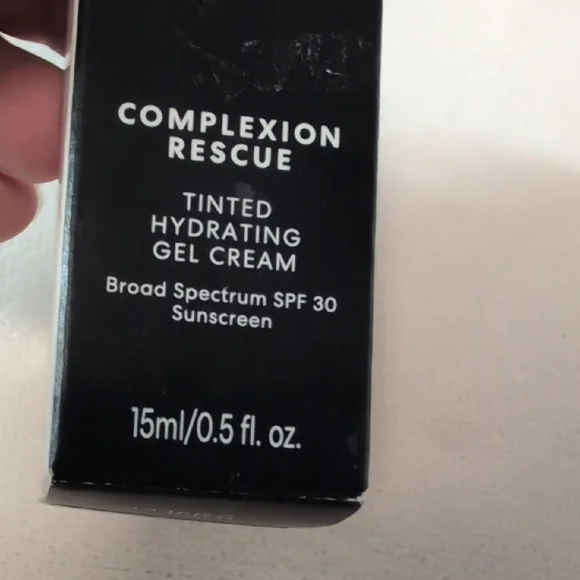 COMPLEXION
RESCUE
TINTED
HYDRATING
GEL CREAM
Broad Spectrum SPF 30
Sunscreen
15ml/0.5 fl. oz.